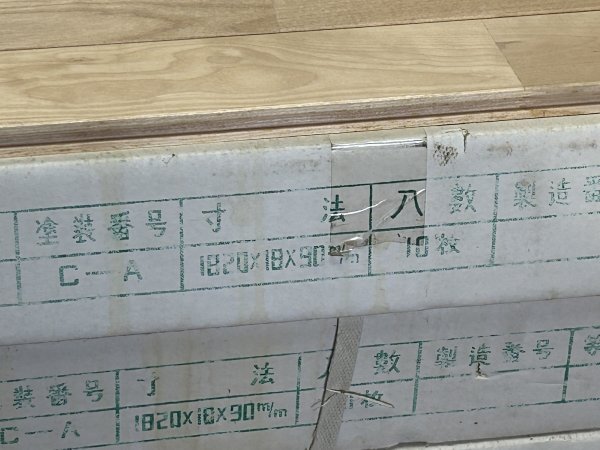 塗装番号 寸法 入数 製造番
C-A 1820×18×90m/m 10枚
装番号 寸法 数 製造番号
C-A 1820×18×90m/m 枚